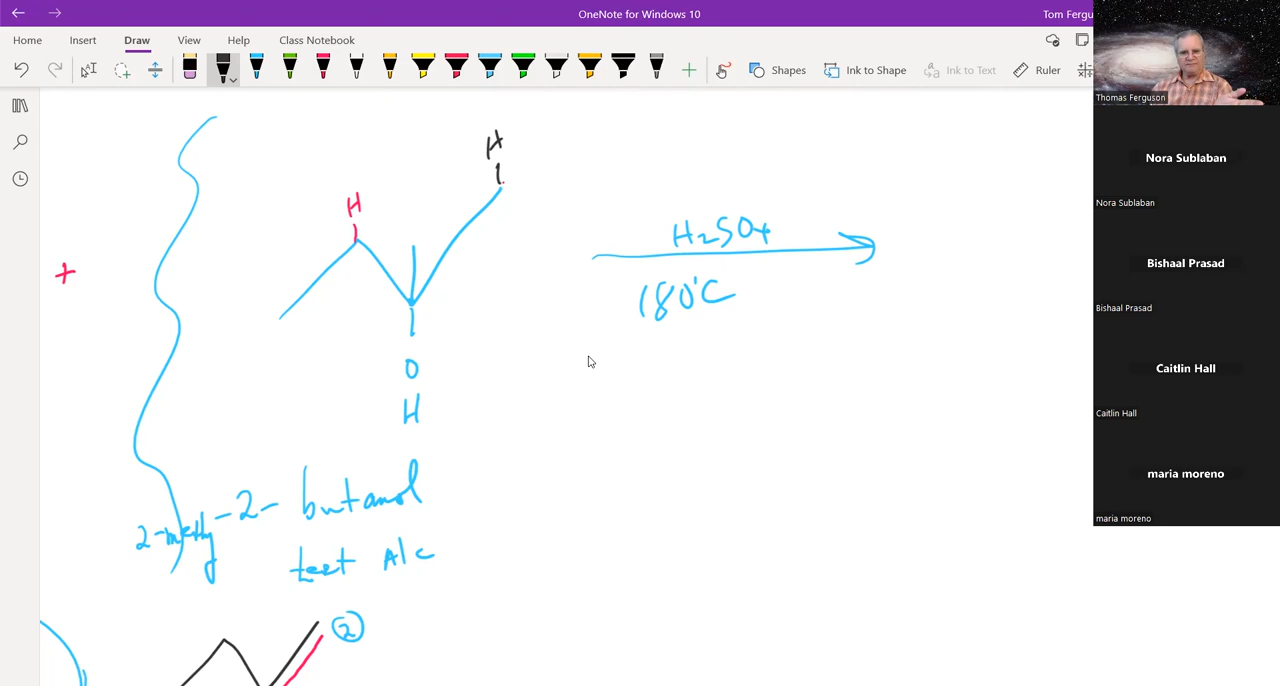 OneNote for Windows 10
Tom Fergu
Home
Insert
Draw
View
Help
Class Notebook
Shapes
Ink to Shape
Ink to Text
Ruler
Thomas Ferguson
Nora Sublaban
Nora Sublaban
Bishaal Prasad
Bishaal Prasad
Caitlin Hall
Caitlin Hall
maria moreno
maria moreno
H
H
+
H₂SO₄
180°C
O
H
2-methy-2-butanol
tert Alc
②